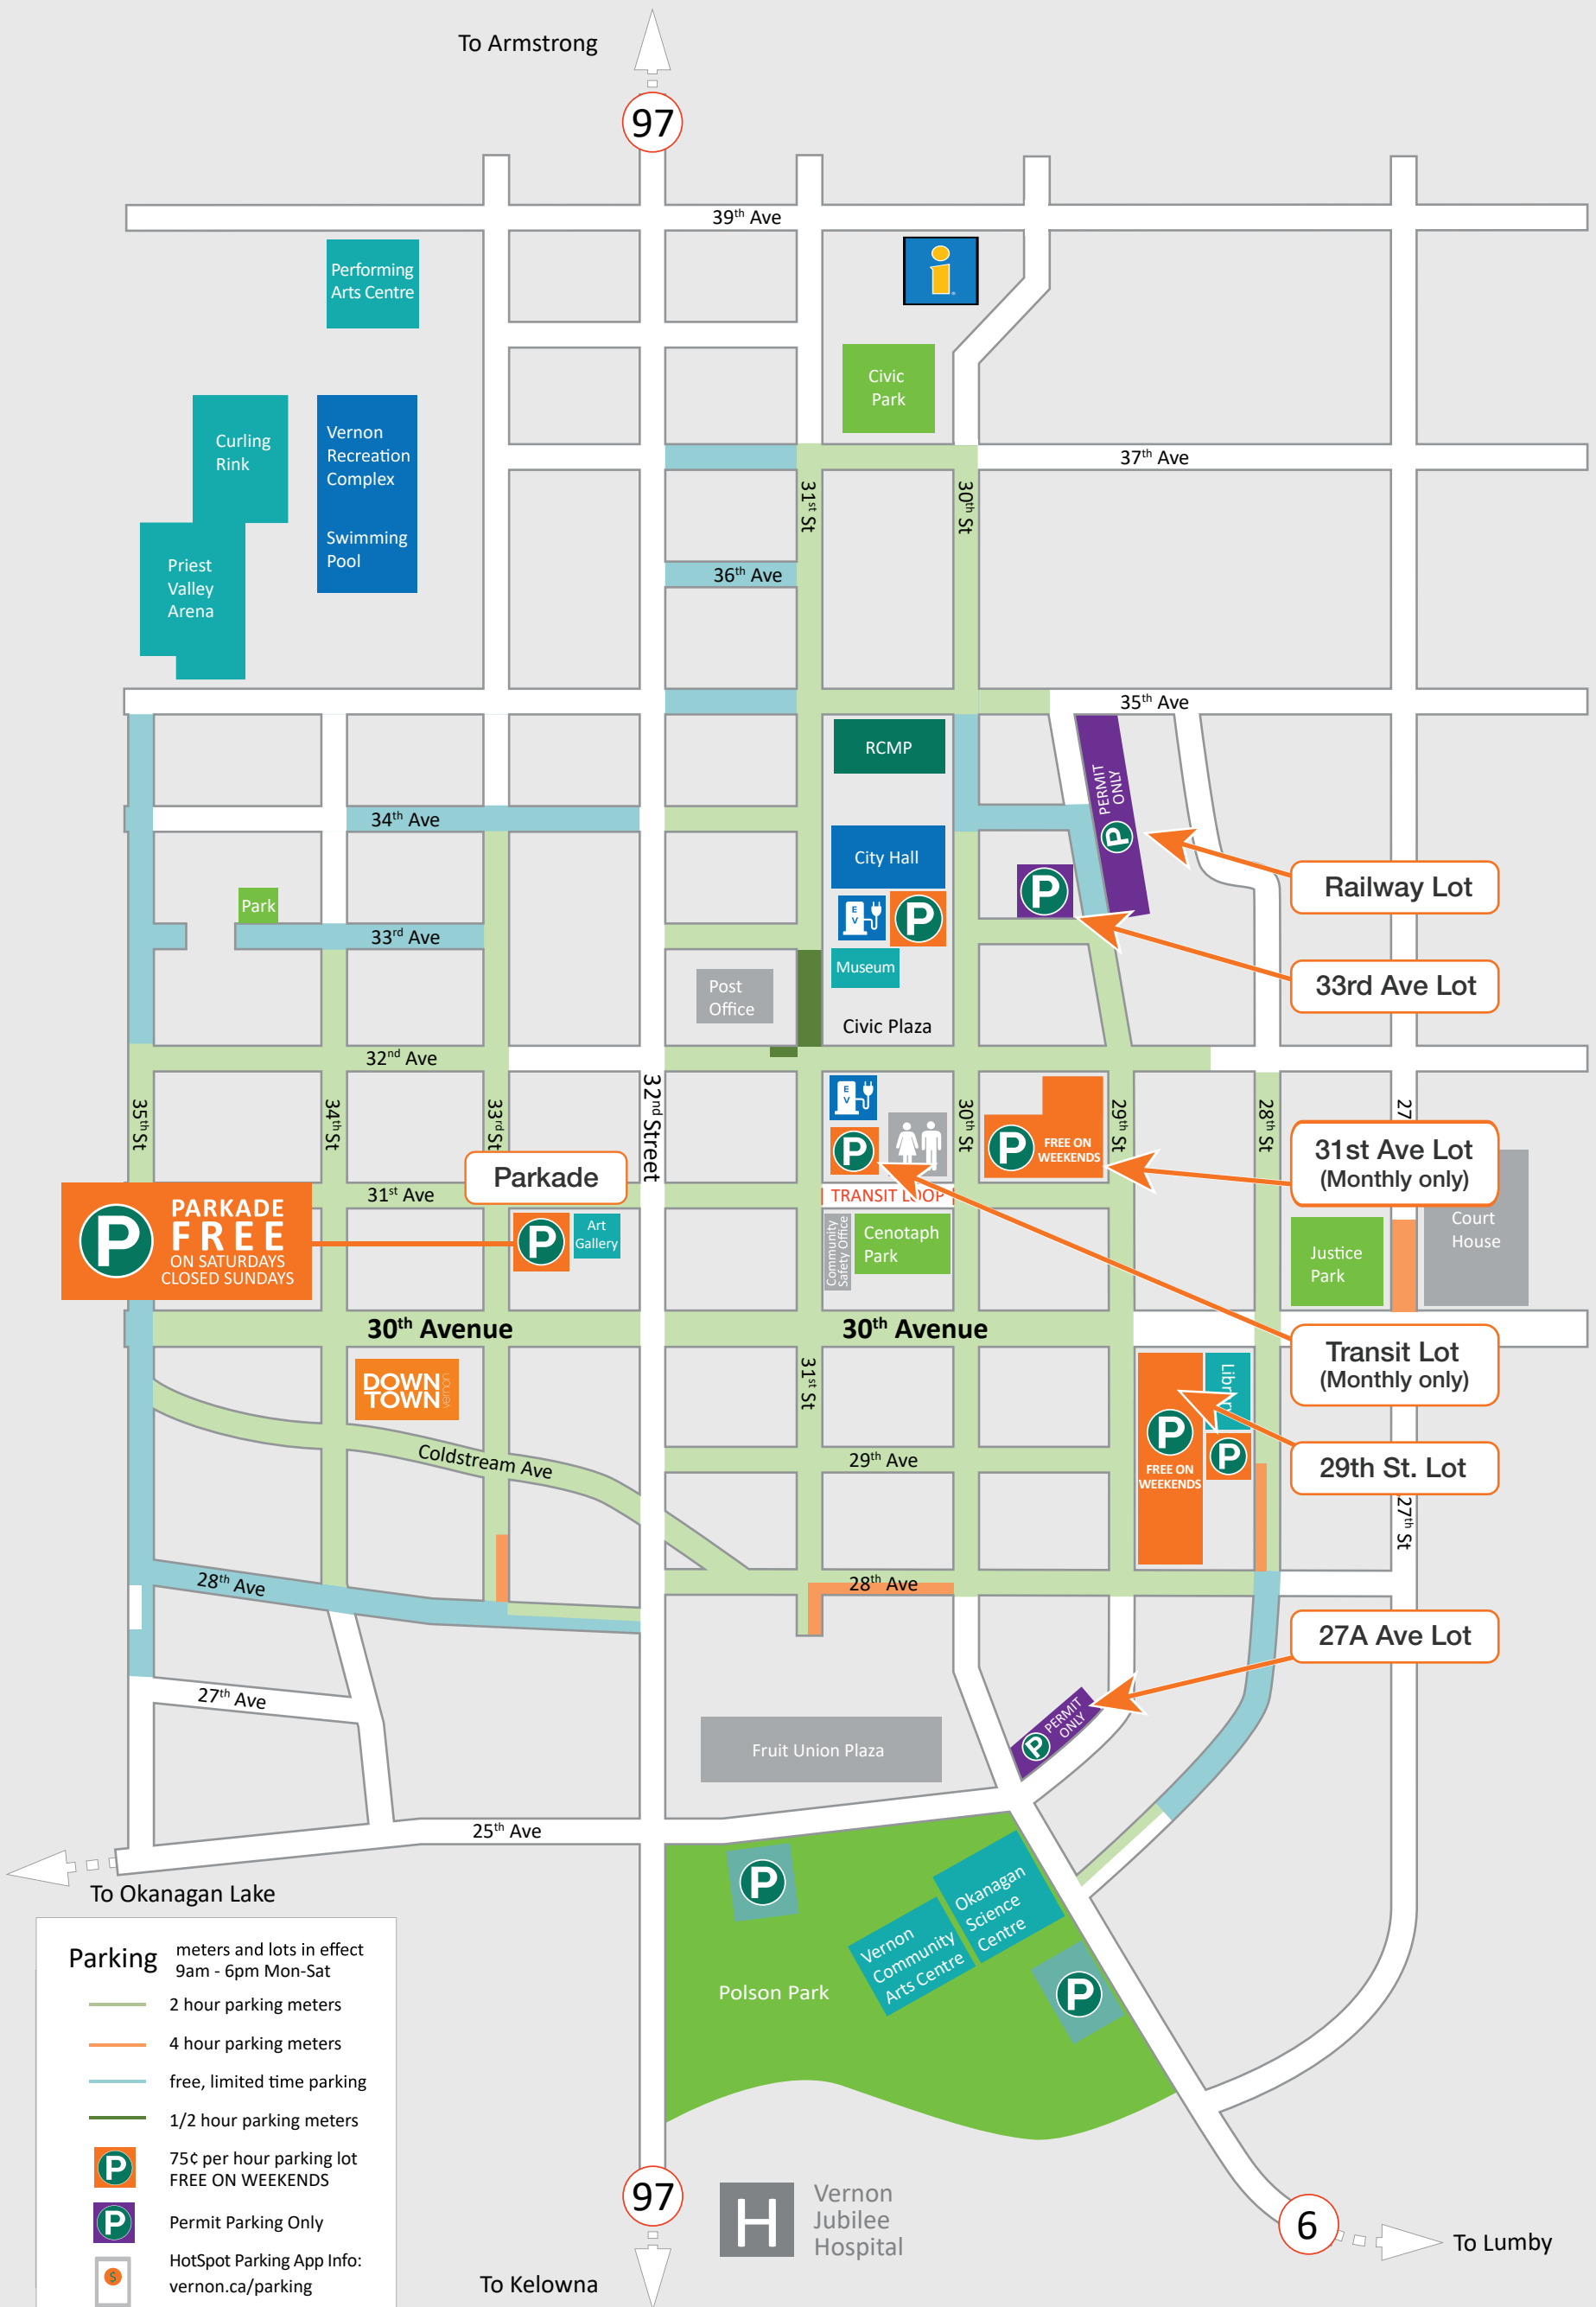 To Armstrong
97
39th Ave
Performing
Arts Centre
i
Civic
Park
Curling
Rink
Vernon
Recreation
Complex
Swimming
Pool
37th Ave
31st St
30th St
36th Ave
Priest
Valley
Arena
35th Ave
RCMP
PERMIT
ONLY
P
34th Ave
City Hall
Railway Lot
Park
EV
P
P
33rd Ave
Museum
33rd Ave Lot
Post
Office
Civic Plaza
32nd Ave
35th St
34th St
33rd St
32nd Street
EV
30th St
29th St
28th St
27
P
P
FREE ON
WEEKENDS
31st Ave Lot
(Monthly only)
Parkade
31st Ave
TRANSIT LOOP
P
PARKADE
FREE
ON SATURDAYS
CLOSED SUNDAYS
P
Art
Gallery
Community
Safety Office
Cenotaph
Park
Justice
Park
Court
House
30th Avenue
30th Avenue
Transit Lot
(Monthly only)
DOWN
TOWN
vernon
31st St
P
FREE ON
WEEKENDS
P
Coldstream Ave
29th Ave
29th St. Lot
27th St
28th Ave
28th Ave
27A Ave Lot
27th Ave
P
PERMIT
ONLY
Fruit Union Plaza
25th Ave
To Okanagan Lake
P
Okanagan
Science
Centre
Vernon
Community
Arts Centre
P
Polson Park
Parking
meters and lots in effect
9am - 6pm Mon-Sat
2 hour parking meters
4 hour parking meters
free, limited time parking
1/2 hour parking meters
P
75¢ per hour parking lot
FREE ON WEEKENDS
P
Permit Parking Only
$
HotSpot Parking App Info:
vernon.ca/parking
97
H
Vernon
Jubilee
Hospital
6
To Lumby
To Kelowna